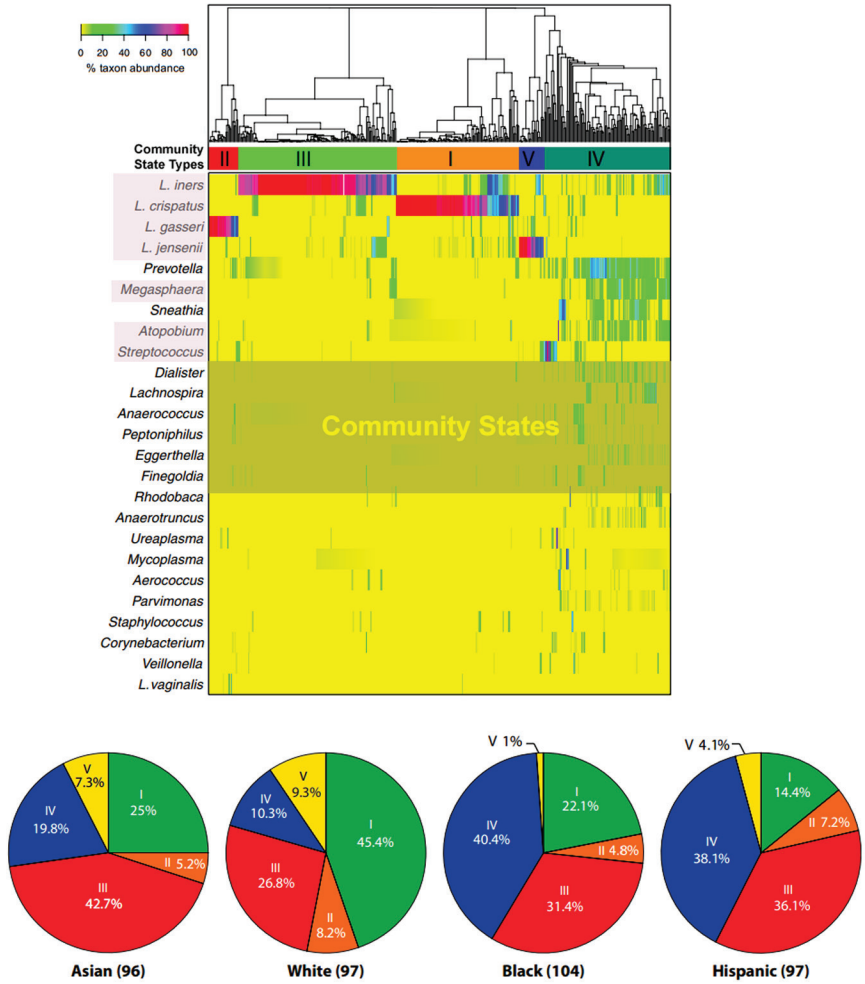 0 20 40 60 80 100
% taxon abundance
Community
State Types
II III I V IV
L. iners
L. crispatus
L. gasseri
L. jensenii
Prevotella
Megasphaera
Sneathia
Atopobium
Streptococcus
Dialister
Lachnospira
Anaerococcus
Community States
Peptoniphilus
Eggerthella
Finegoldia
Rhodobaca
Anaerotruncus
Ureaplasma
Mycoplasma
Aerococcus
Parvimonas
Staphylococcus
Corynebacterium
Veillonella
L.vaginalis
V
7.3%
I
25%
IV
19.8%
II 5.2%
III
42.7%
Asian (96)
V
9.3%
IV
10.3%
I
45.4%
III
26.8%
II
8.2%
White (97)
V 1%
I
22.1%
IV
40.4%
II 4.8%
III
31.4%
Black (104)
V 4.1%
I
14.4%
II 7.2%
IV
38.1%
III
36.1%
Hispanic (97)